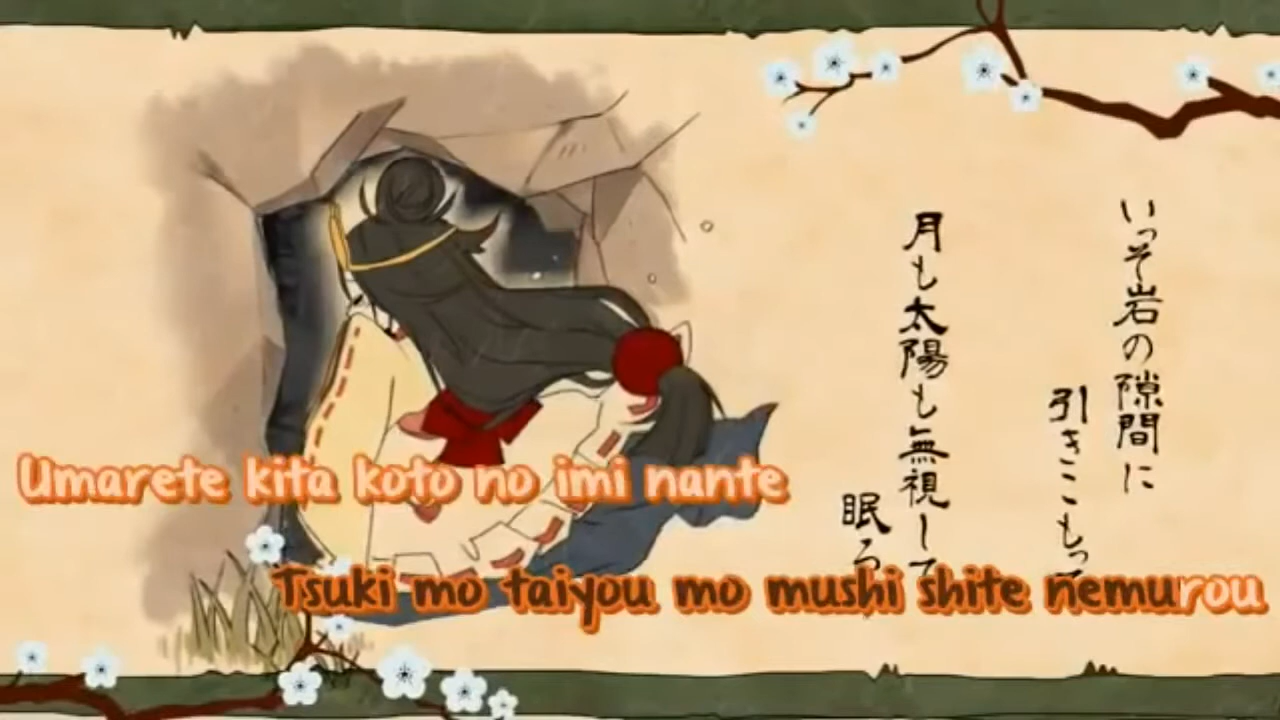 いっそ岩の隙間に
引きこもって
月も太陽も無視して
眠ろ
Umarete kita koto no imi nante
Tsuki mo taiyou mo mushi shite nemurou